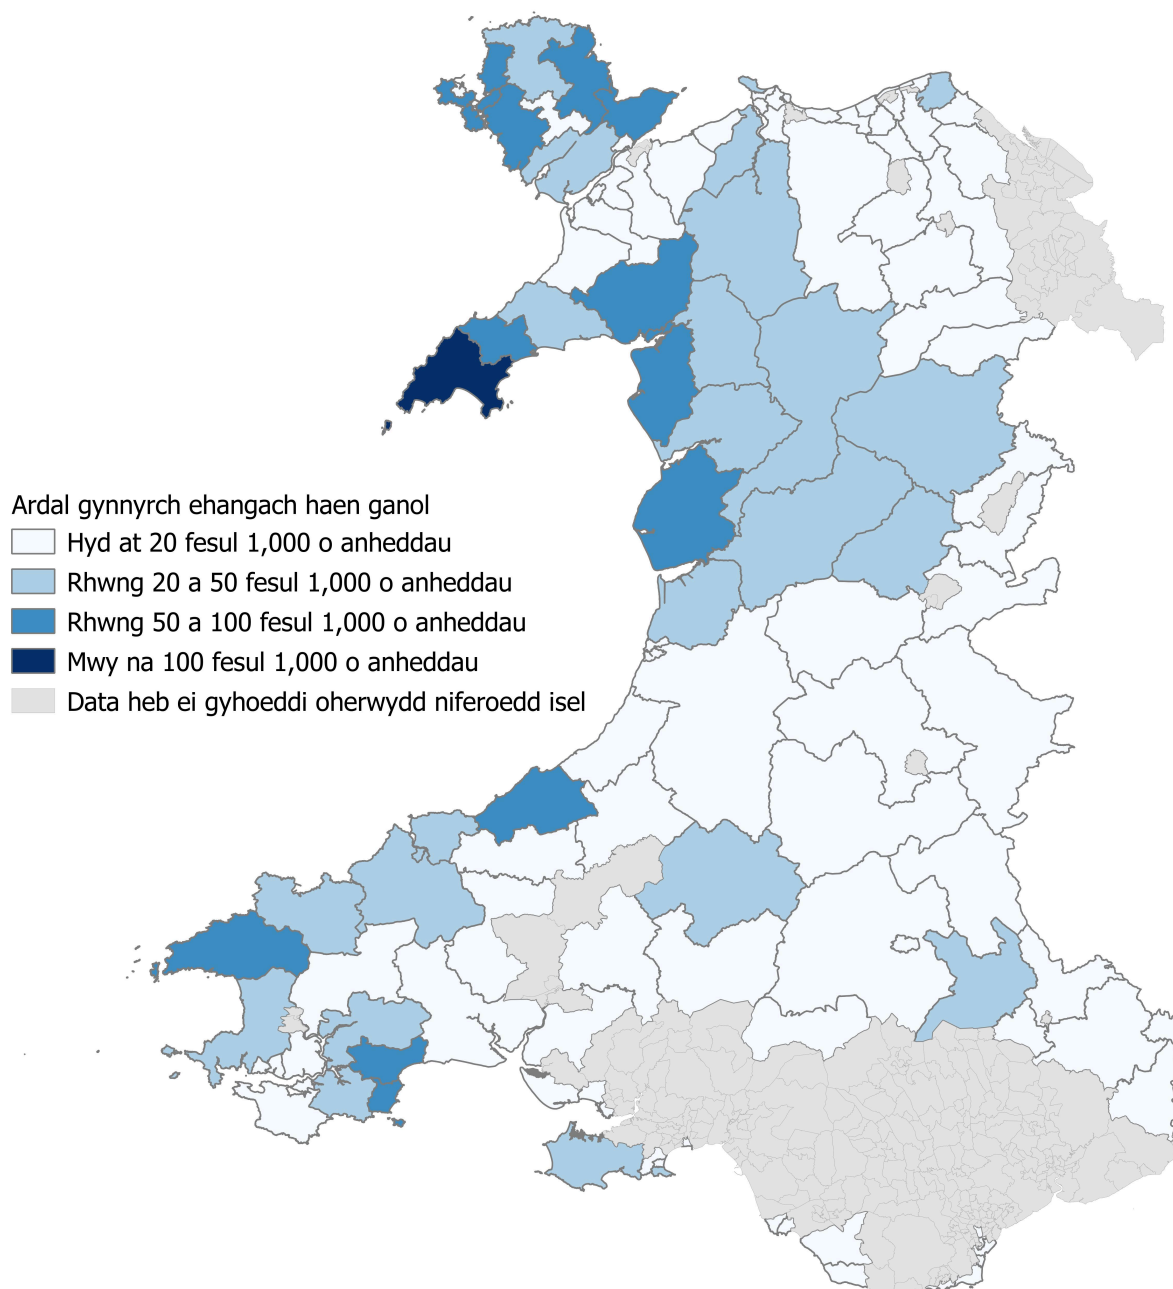 Ardal gynnyrch ehangach haen ganol
Hyd at 20 fesul 1,000 o anheddau
Rhwng 20 a 50 fesul 1,000 o anheddau
Rhwng 50 a 100 fesul 1,000 o anheddau
Mwy na 100 fesul 1,000 o anheddau
Data heb ei gyhoeddi oherwydd niferoedd isel